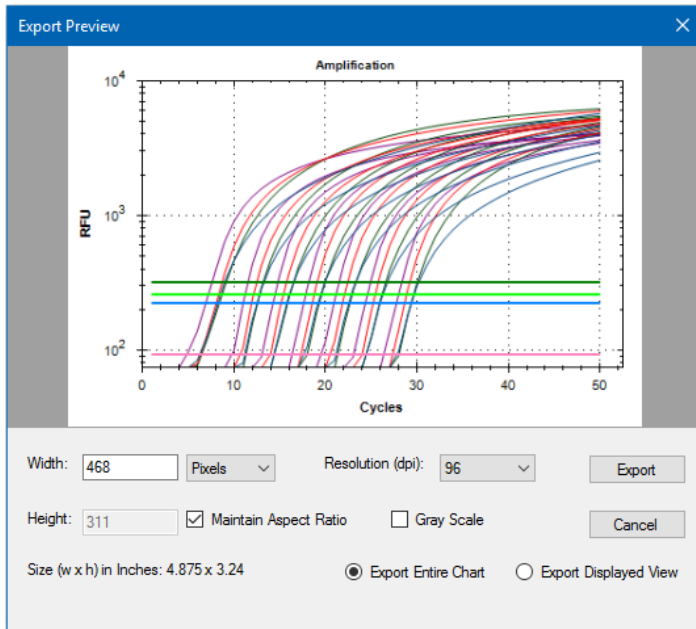 Export Preview
Amplification
10⁴
10³
10²
RFU
0 10 20 30 40 50
Cycles
Width: 468 Pixels Resolution (dpi): 96 Export
Height: 311 Maintain Aspect Ratio Gray Scale Cancel
Size (w x h) in Inches: 4.875 x 3.24 Export Entire Chart Export Displayed View